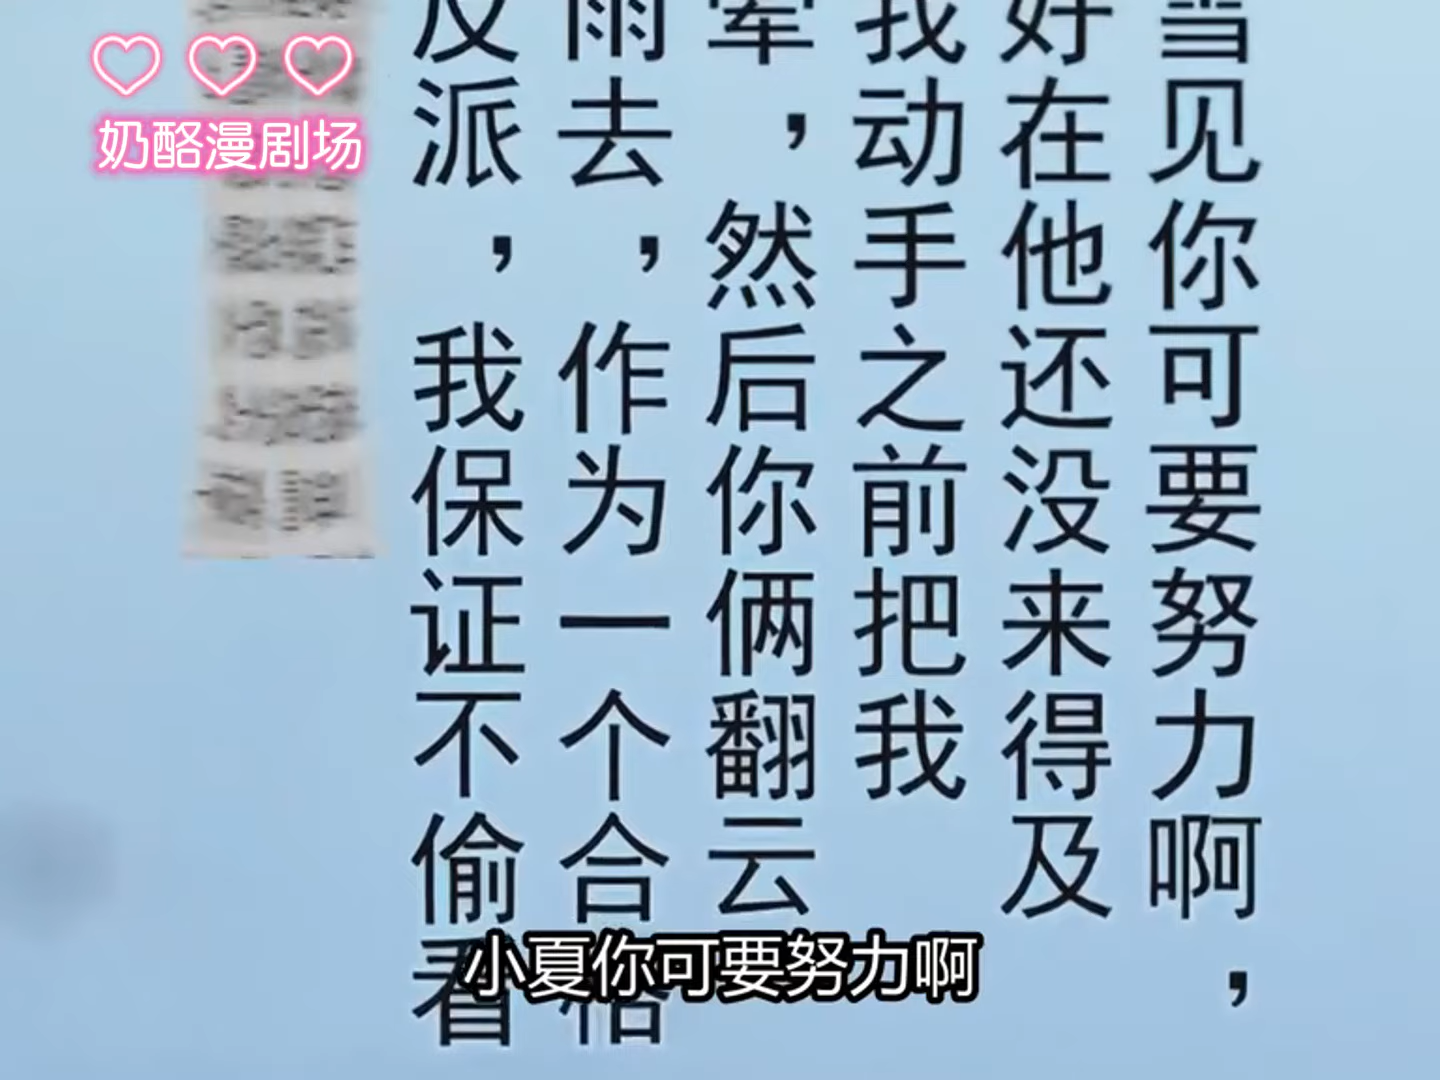 奶酪漫剧场
见你可要努力啊，
好在他还没来得及
我动手之前把我
晕，然后你俩翻云
雨去，作为一个合格
反派，我保证不偷看
小夏你可要努力啊